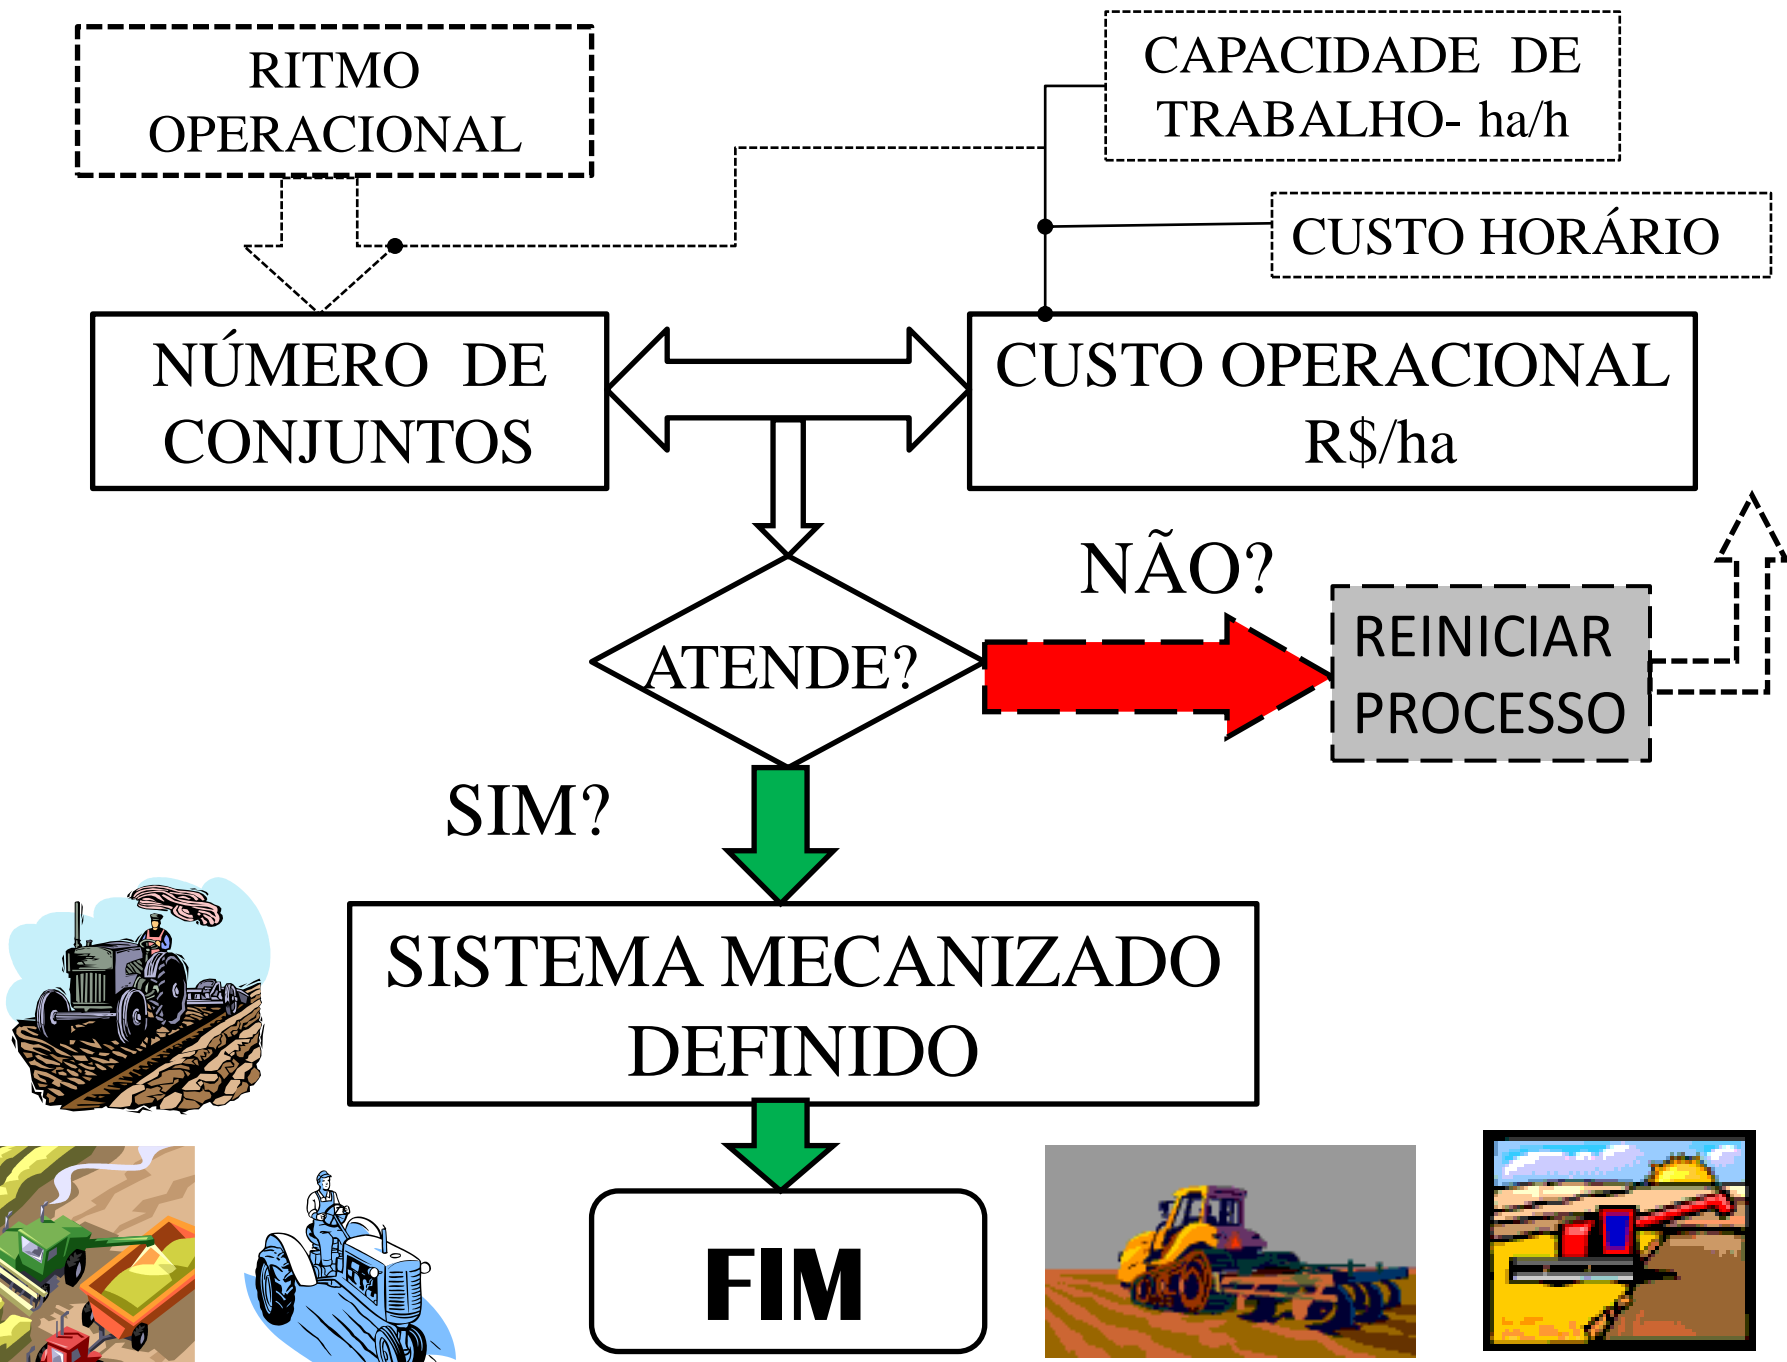 RITMO
OPERACIONAL
CAPACIDADE DE
TRABALHO- ha/h
CUSTO HORÁRIO
NÚMERO DE
CONJUNTOS
CUSTO OPERACIONAL
R$/ha
NÃO?
ATENDE?
REINICIAR
PROCESSO
SIM?
SISTEMA MECANIZADO
DEFINIDO
FIM